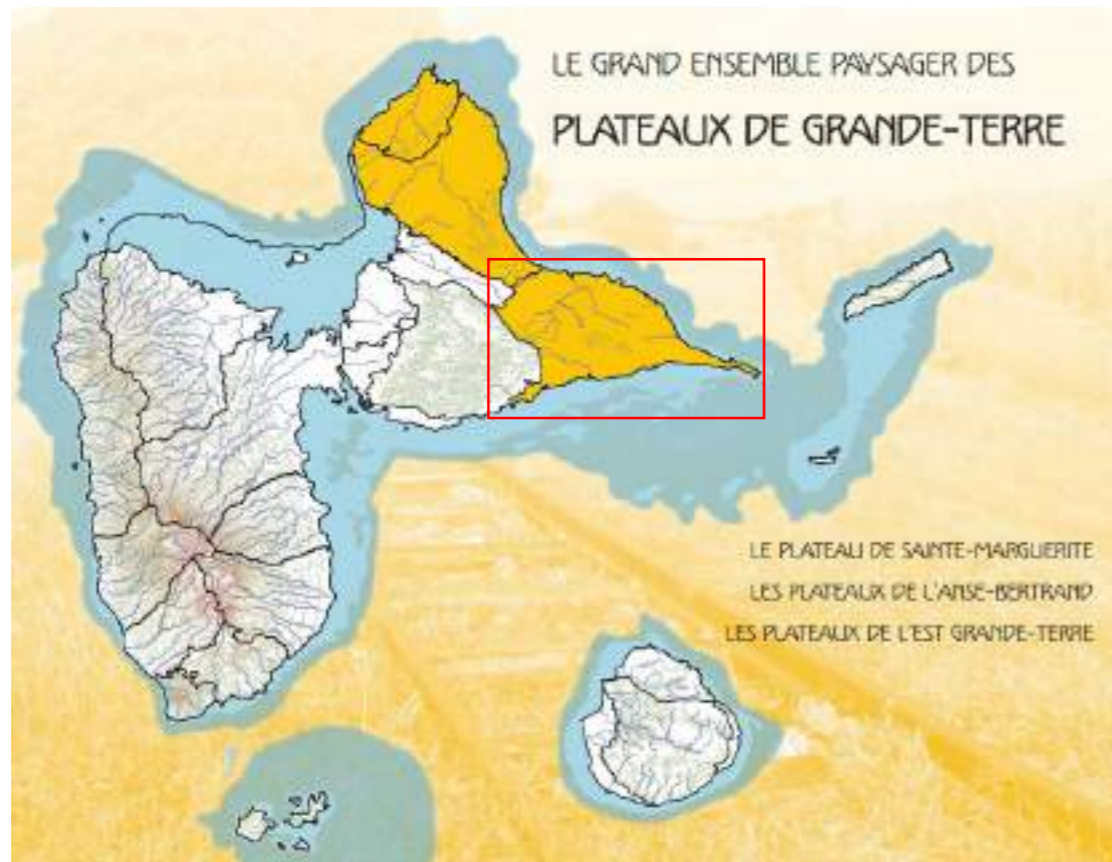 LE GRAND ENSEMBLE PAYSAGER DES
PLATEAUX DE GRANDE-TERRE
LE PLATEAU DE SAINTE-MARGUERITE
LES PLATEAUX DE L'ANSE-BERTRAND
LES PLATEAUX DE L'EST GRANDE-TERRE